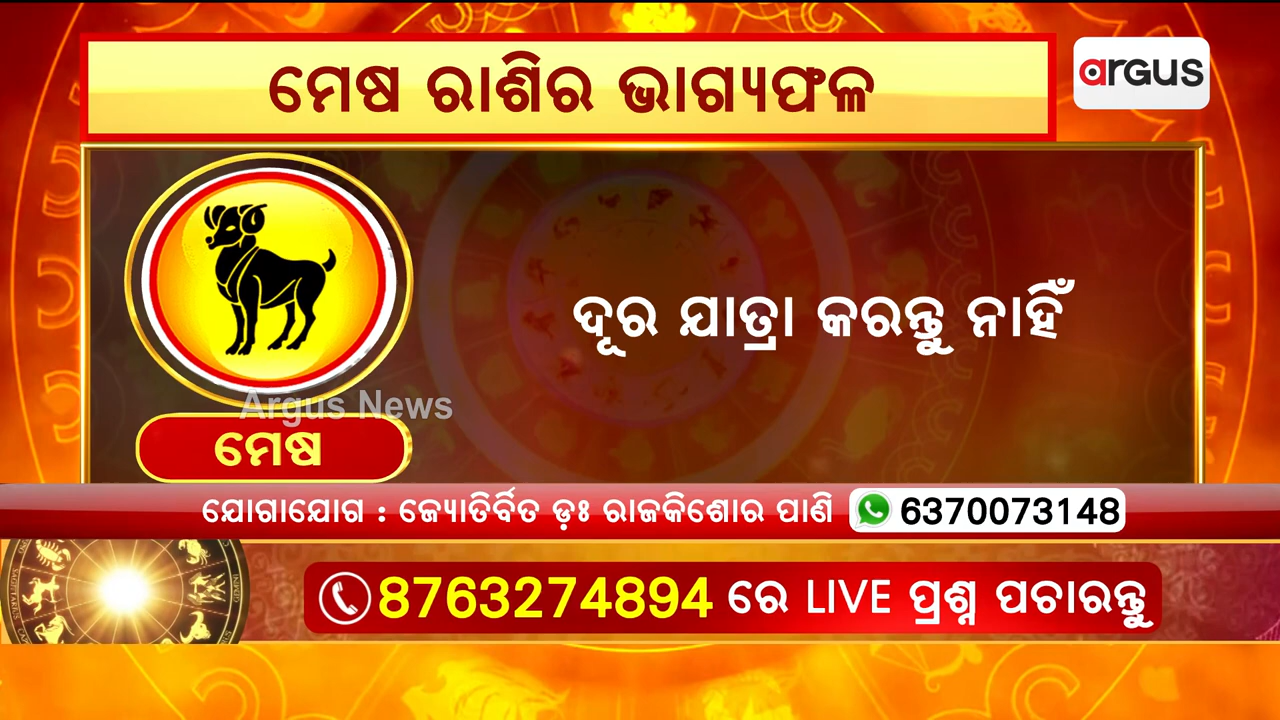 ମେଷ ରାଶିର ଭାଗ୍ୟଫଳ
argus
ଦୂର ଯାତ୍ରା କରନ୍ତୁ ନାହିଁ
Argus News
ମେଷ
ଯୋଗାଯୋଗ : ଜ୍ୟୋତିର୍ବିତ ଡ଼ଃ ରାଜକିଶୋର ପାଣି 6370073148
8763274894 ରେ LIVE ପ୍ରଶ୍ନ ପଚାରନ୍ତୁ